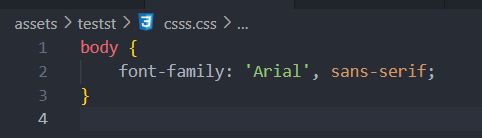 assets > testst > csss.css > ...
1 body {
2 font-family: 'Arial', sans-serif;
3 }
4